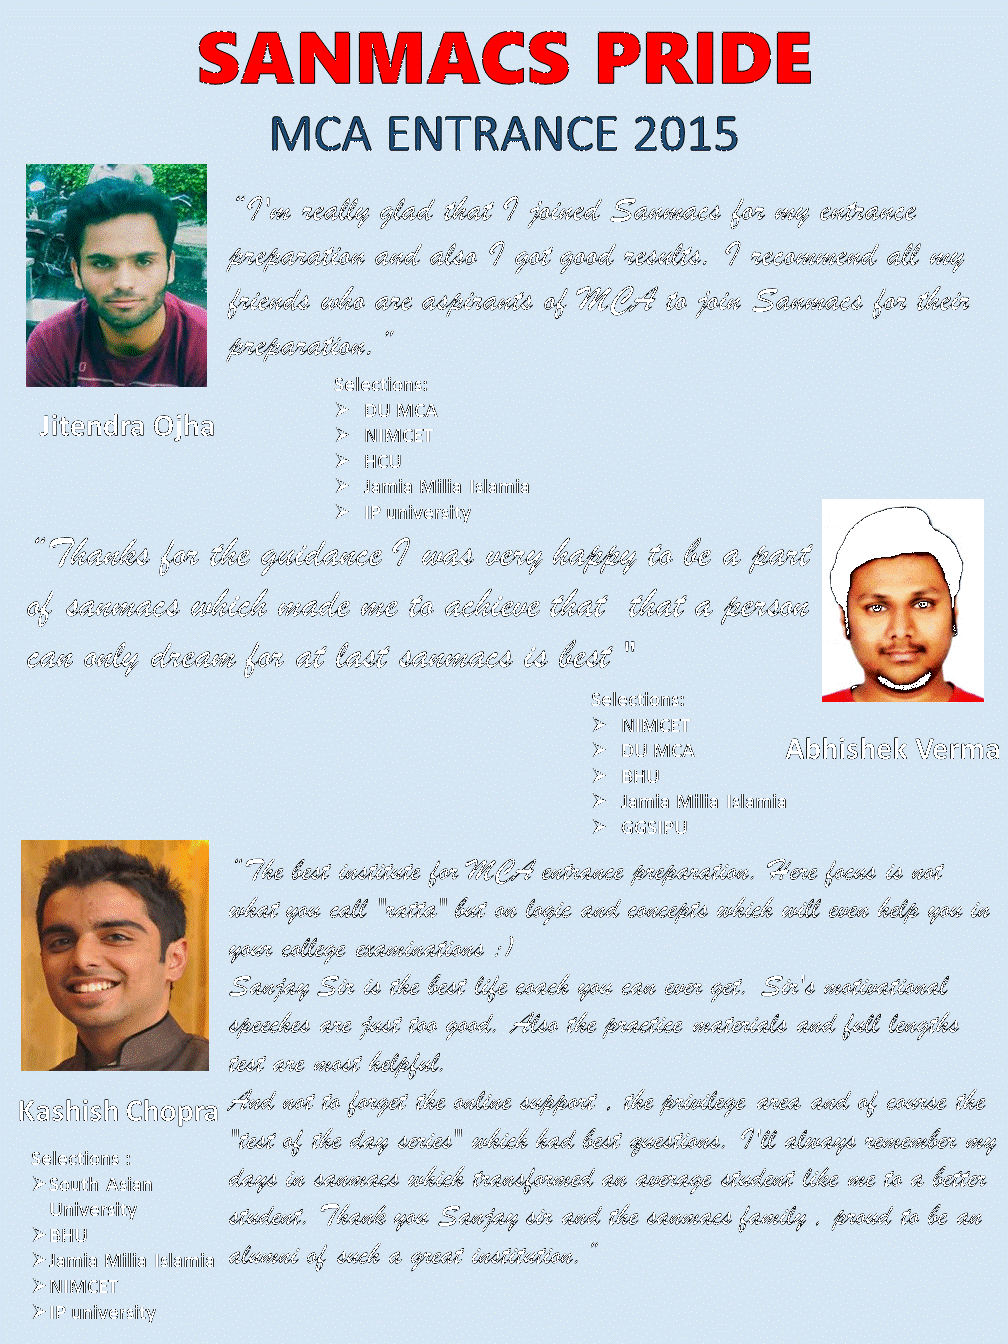 SANMACS PRIDE
MCA ENTRANCE 2015
“I'm really glad that I joined Sanmacs for my entrance
preparation and also I got good results. I recommend all my
friends who are aspirants of MCA to join Sanmacs for their
preparation.”
Jitendra Ojha
Selections:
➢ DU MCA
➢ NIMCET
➢ HCU
➢ Jamia Milia Islamia
➢ IP university
“Thanks for the guidance I was very happy to be a part
of sanmacs which made me to achieve that that a person
can only dream for at last sanmacs is best "
Selections:
➢ NIMCET
➢ DU MCA
➢ BHU
➢ Jamia Milia Islamia
➢ GGSIPU
Abhishek Verma
“The best institute for MCA entrance preparation. Here focus is not
what you call "ratta" but on logic and concepts which will even help you in
your college examinations :)
Sanjay Sir is the best life coach you can ever get. Sir's motivational
speeches are just too good. Also the practice materials and full lengths
test are most helpful.
And not to forget the online support , the privilege area and of course the
"test of the day series" which had best questions. I'll always remember my
days in sanmacs which transformed an average student like me to a better
student. Thank you Sanjay sir and the sanmacs family , proud to be an
alumni of such a great institution.“
Kashish Chopra
Selections :
➢South Asian
University
➢BHU
➢Jamia Milia Islamia
➢NIMCET
➢IP university